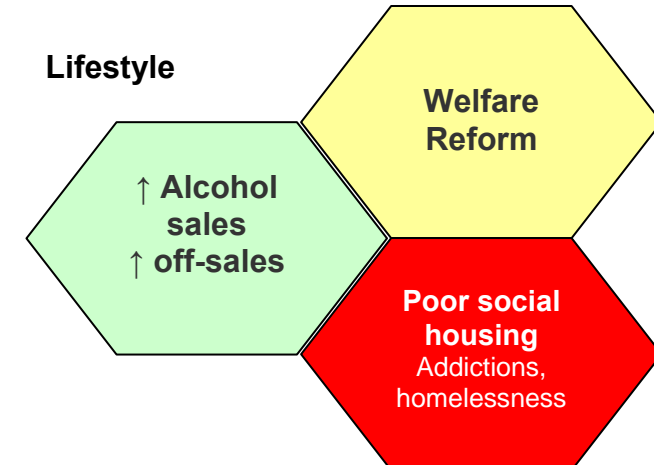 Lifestyle
Welfare
Reform
↑ Alcohol
sales
↑ off-sales
Poor social
housing
Addictions,
homelessness